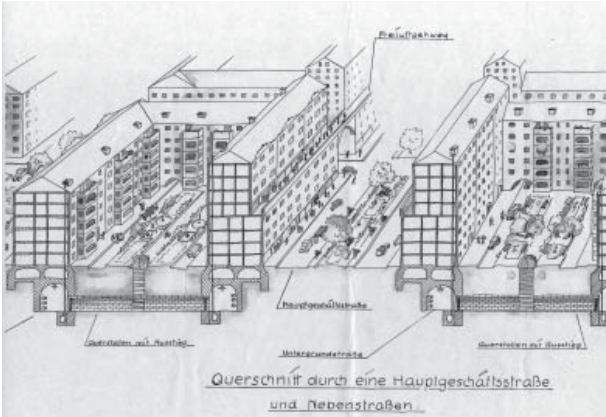 Freiluftgehweg
Hauptgeschäftsstraße
Querstollen mit Ausstieg
Untergrundstraße
Querstollen mit Ausstieg
Querschnitt durch eine Hauptgeschäftsstraße
und Nebenstraßen